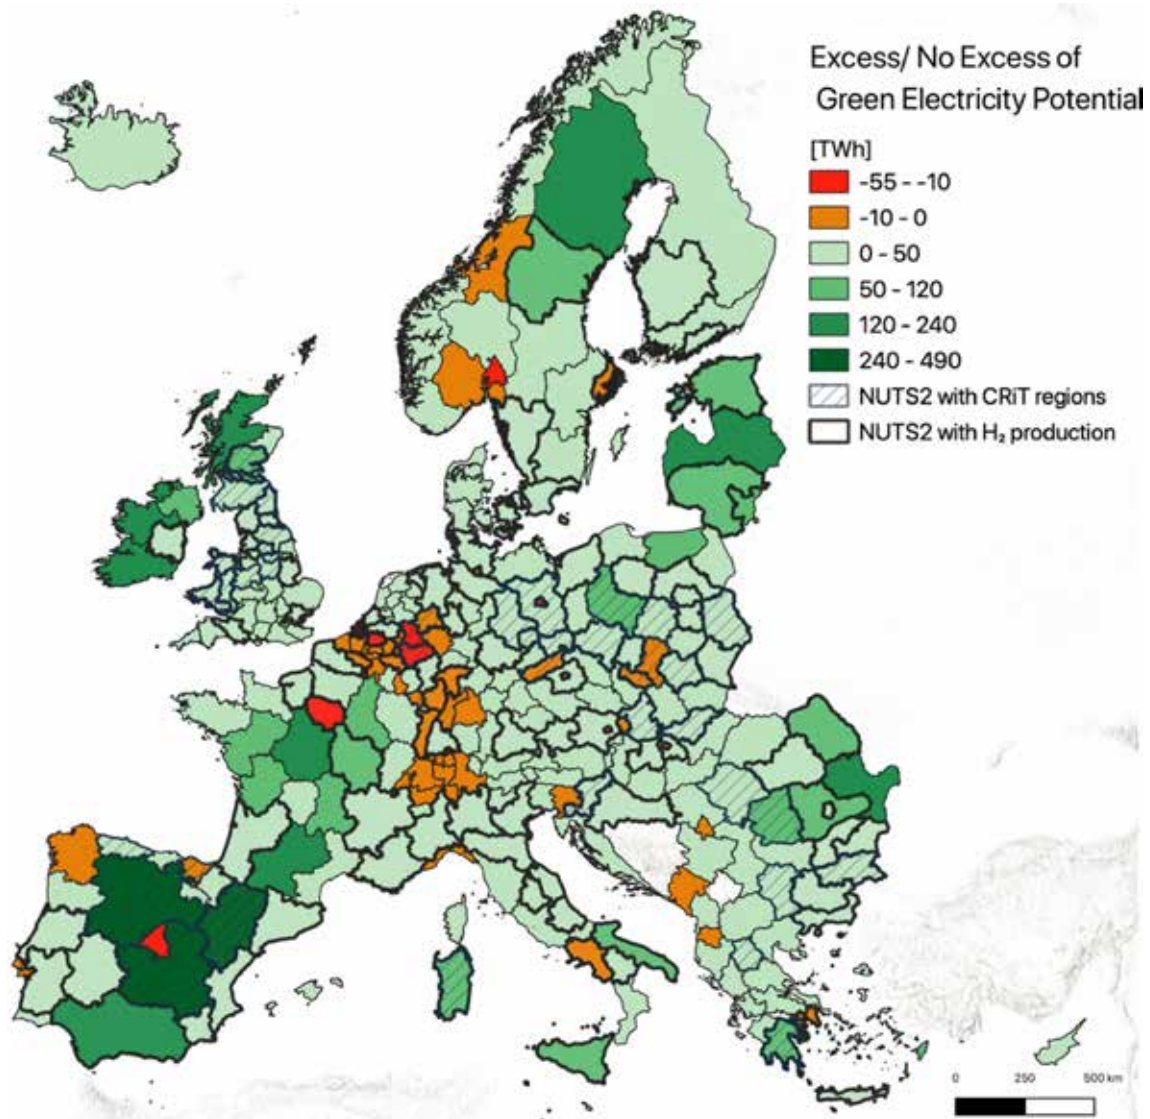 Excess/ No Excess of
Green Electricity Potential
[TWh]
-55 - -10
-10 - 0
0 - 50
50 - 120
120 - 240
240 - 490
NUTS2 with CRiT regions
NUTS2 with H₂ production
0 250 500 km